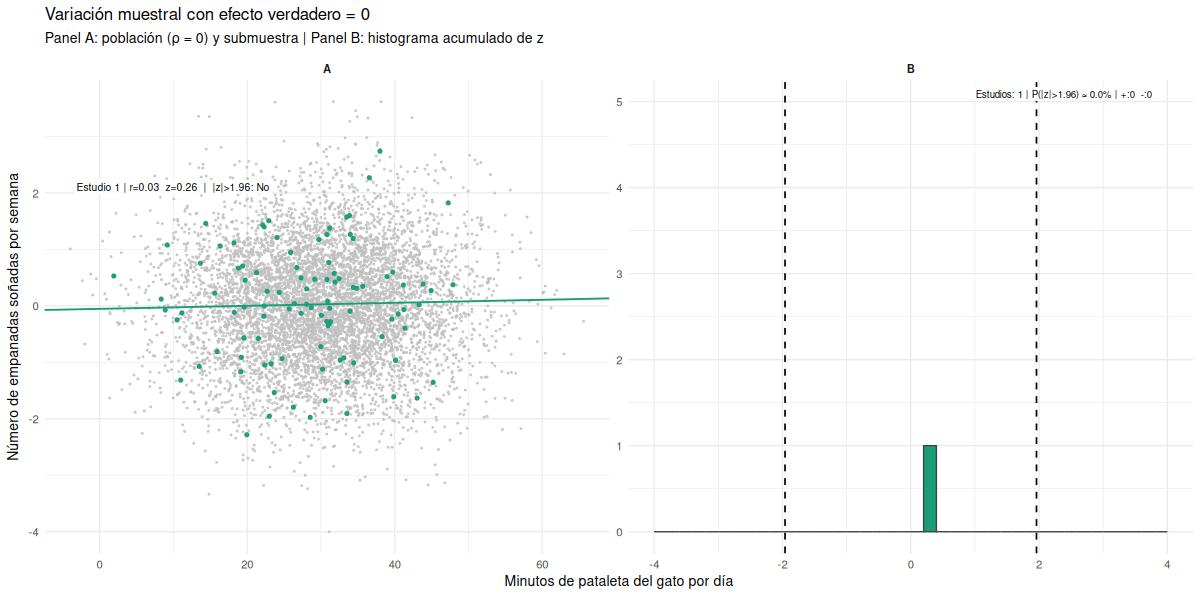 Variación muestral con efecto verdadero = 0
Panel A: población (ρ = 0) y submuestra | Panel B: histograma acumulado de z
A
B
Estudio 1 | r=0.03  z=0.26  |  |z|>1.96: No
Estudios: 1 | P(|z|>1.96) ≈ 0.0% | +:0  -:0
Número de empanadas soñadas por semana
2
0
-2
-4
0
20
40
60
5
4
3
2
1
0
-4
-2
0
2
4
Minutos de pataleta del gato por día